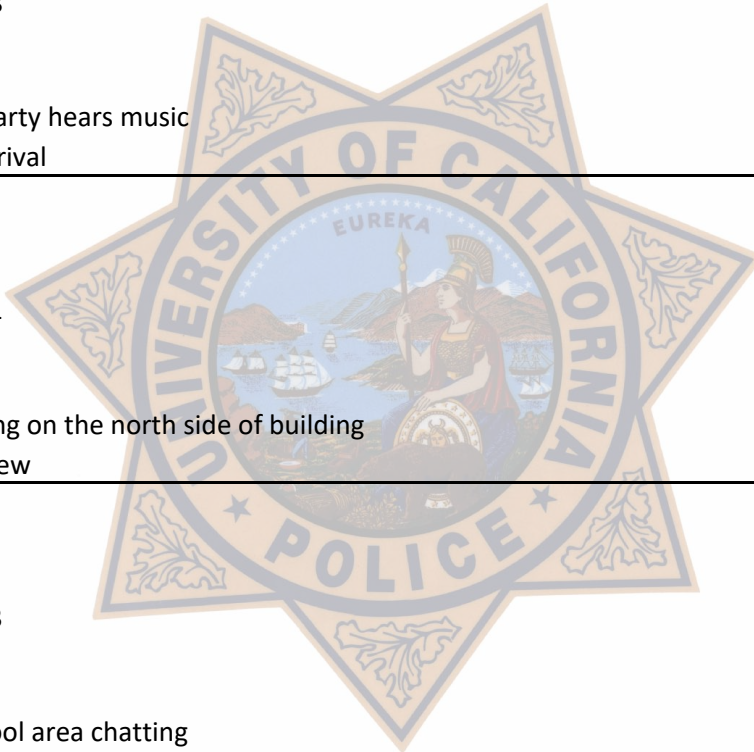 arty hears music
rival
UNIVERSITY OF CALIFORNIA
EUREKA
ng on the north side of building
ew
POLICE
ool area chatting